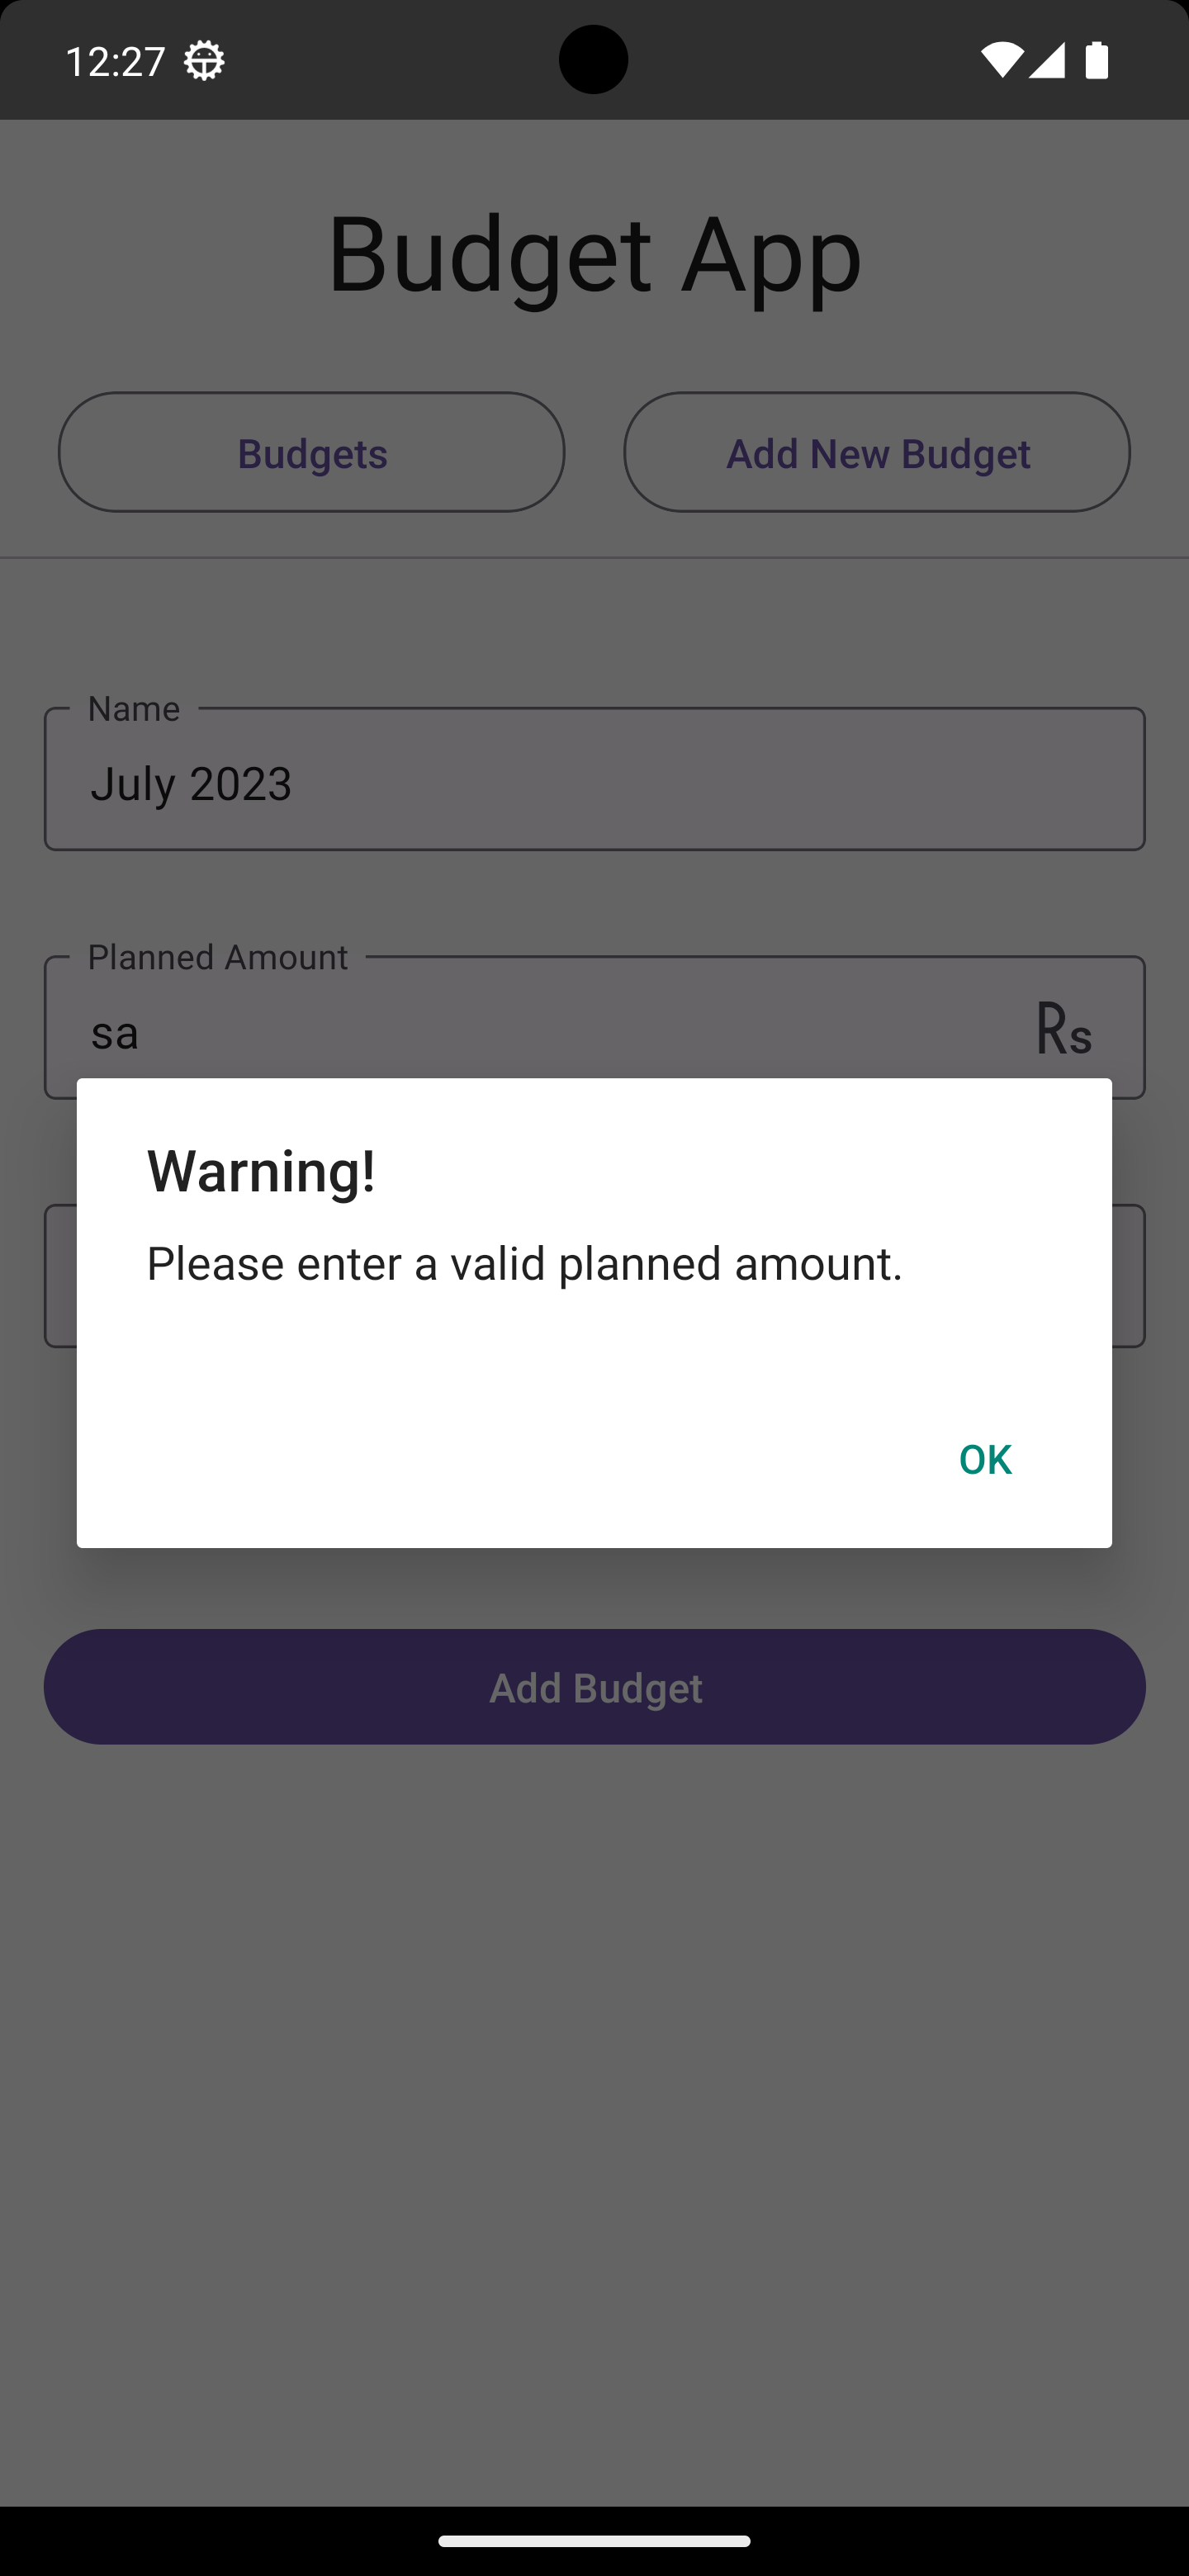 12:27
Budget App
Budgets
Add New Budget
Name
July 2023
Planned Amount
sa
Rs
Warning!
Please enter a valid planned amount.
OK
Add Budget